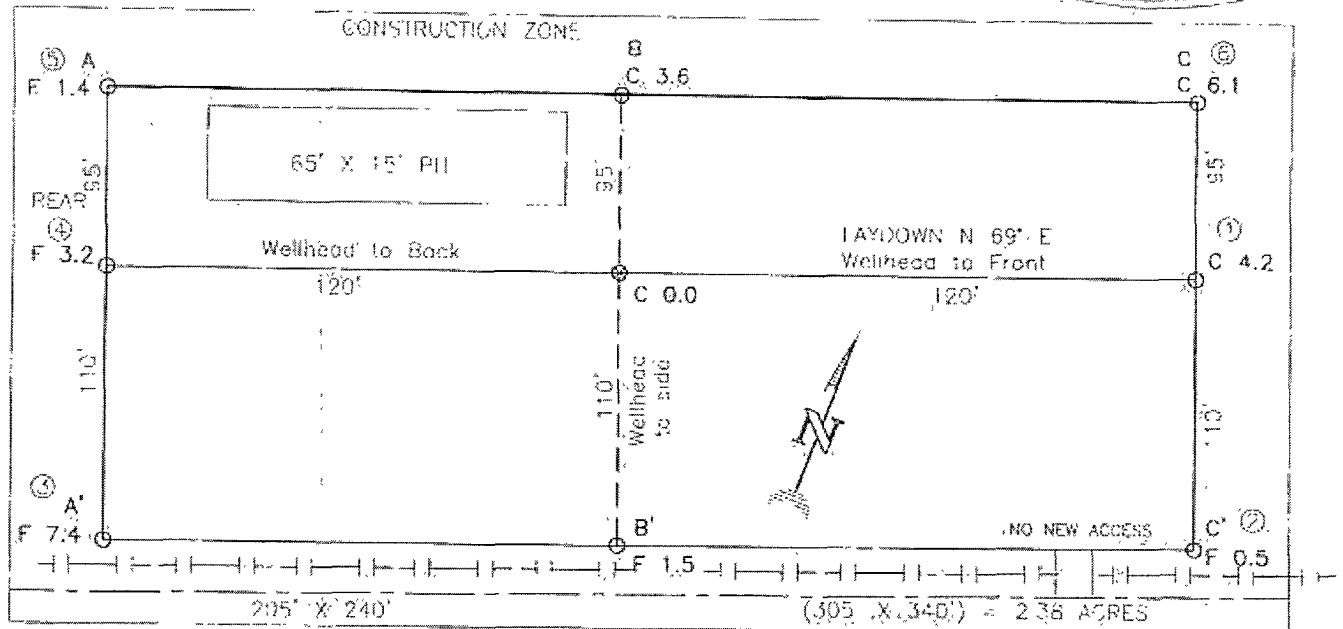 CONSTRUCTION ZONE
⑤ A
F 1.4
B
C 3.6
C ⑥
C 6.1
95'
65' X 15' Pit
95'
95'
REAR
④
F 3.2
Wellhead to Back
120'
C 0.0
LAYDOWN N 69° E
Wellhead to Front
120'
①
C 4.2
110'
110'
Wellhead
to side
N
110'
③ A'
F 7.4
B'
F 1.5
NO NEW ACCESS
C' ②
F 0.5
205' X 240'
(305' X 340') = 2.38 ACRES